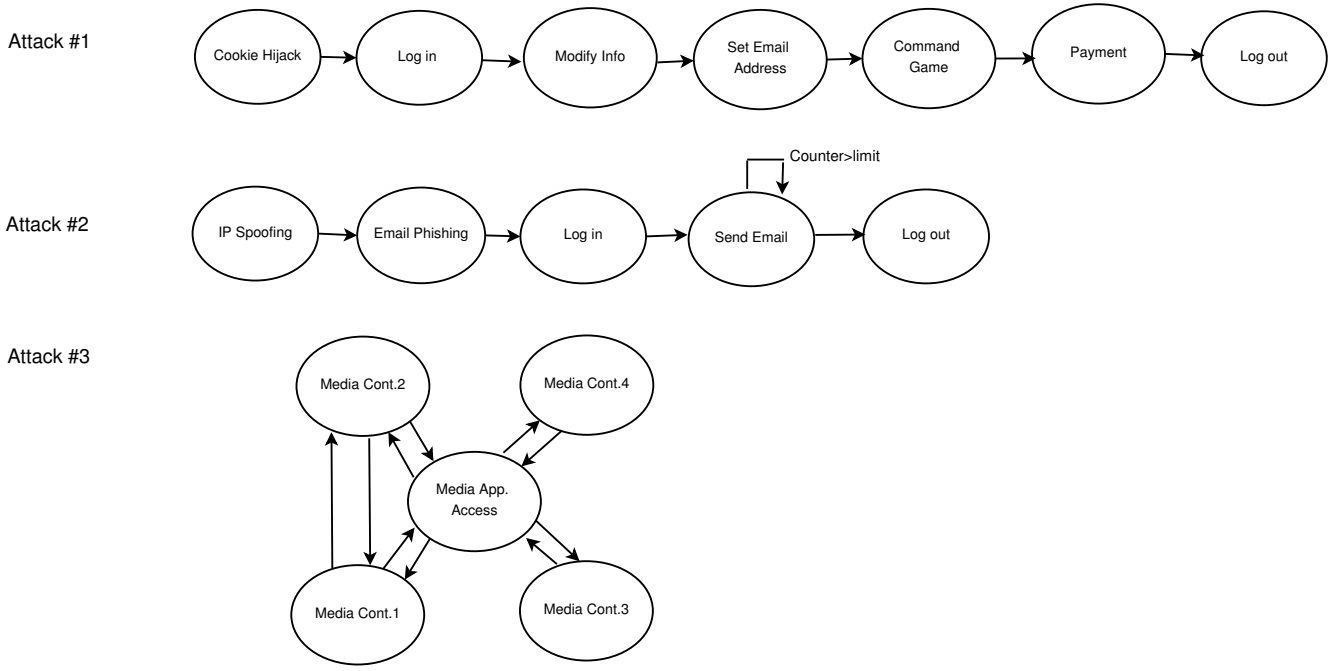 Attack #1
Cookie Hijack
Log in
Modify Info
Set Email
Address
Command
Game
Payment
Log out
Counter>limit
Attack #2
IP Spoofing
Email Phishing
Log in
Send Email
Log out
Attack #3
Media Cont.2
Media Cont.4
Media App.
Access
Media Cont.1
Media Cont.3